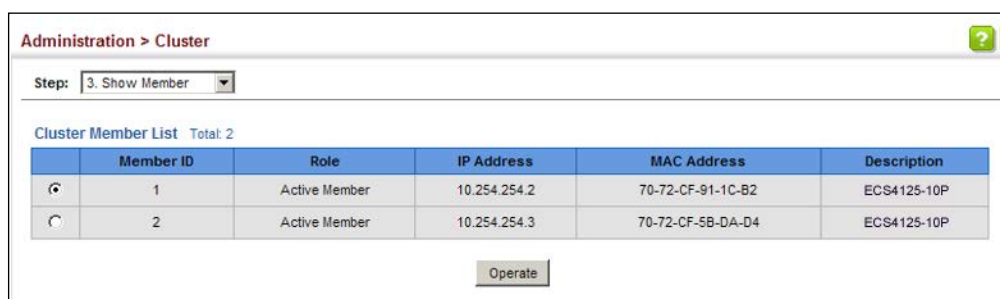 Administration > Cluster
?
Step: 3. Show Member
Cluster Member List Total: 2
Member ID Role IP Address MAC Address Description
1 Active Member 10.254.254.2 70-72-CF-91-1C-B2 ECS4125-10P
2 Active Member 10.254.254.3 70-72-CF-5B-DA-D4 ECS4125-10P
Operate